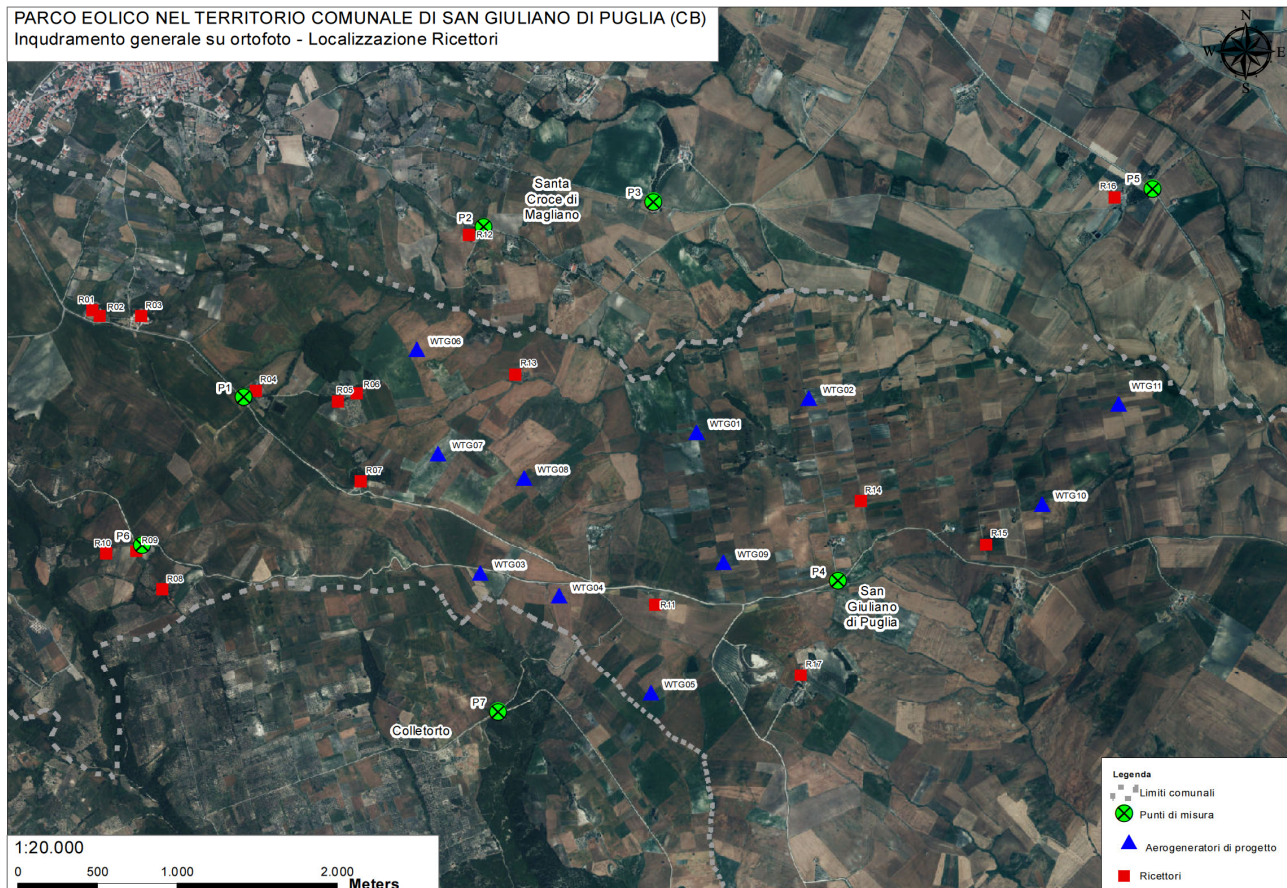 PARCO EOLICO NEL TERRITORIO COMUNALE DI SAN GIULIANO DI PUGLIA (CB)
Inqudramento generale su ortofoto - Localizzazione Ricettori
N
W
E
S
P5
R16
Santa
Croce di
Magliano
P3
P2
R12
R01
R02
R03
WTG06
R13
P1
R04
R05
R06
WTG02
WTG11
WTG01
WTG07
WTG08
R07
R14
WTG10
P6
R09
R10
R15
WTG09
WTG03
R08
P4
WTG04
R11
San
Giuliano
di Puglia
R17
WTG05
P7
Colletorto
Legenda
Limiti comunali
Punti di misura
Aerogeneratori di progetto
Ricettori
1:20.000
0 500 1.000 2.000
Meters